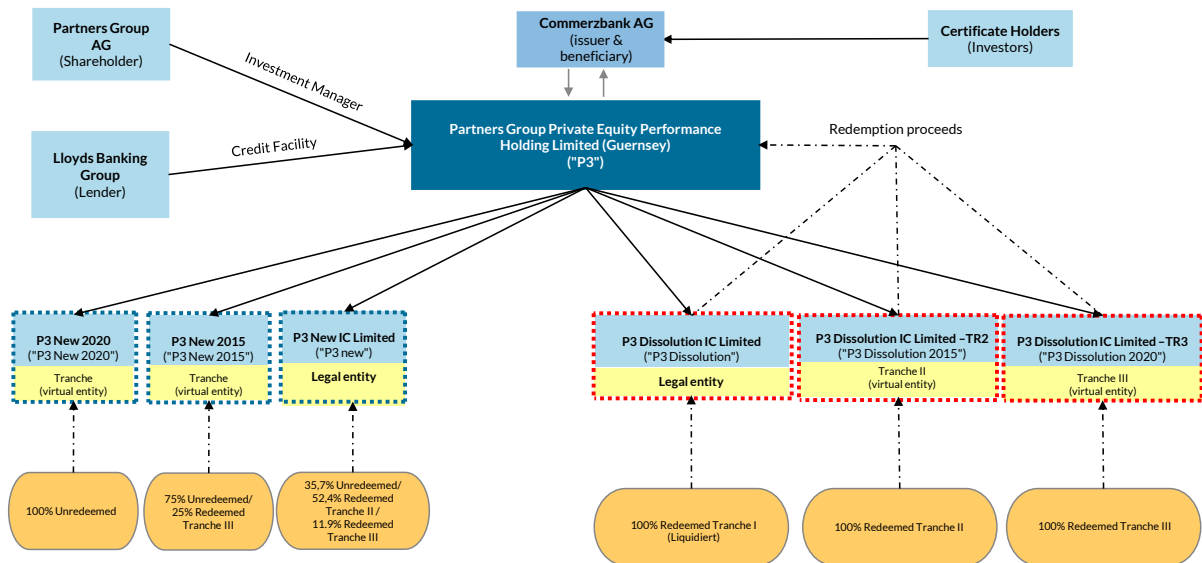 Partners Group
AG
(Shareholder)
Commerzbank AG
(issuer &
beneficiary)
Certificate Holders
(Investors)
Investment Manager
Partners Group Private Equity Performance
Holding Limited (Guernsey)
("P3")
Redemption proceeds
Lloyds Banking
Group
(Lender)
Credit Facility
P3 New 2020
("P3 New 2020")
Tranche
(virtual entity)
P3 New 2015
("P3 New 2015")
Tranche
(virtual entity)
P3 New IC Limited
("P3 new")
Legal entity
P3 Dissolution IC Limited
("P3 Dissolution")
Legal entity
P3 Dissolution IC Limited –TR2
("P3 Dissolution 2015")
Tranche II
(virtual entity)
P3 Dissolution IC Limited –TR3
("P3 Dissolution 2020")
Tranche III
(virtual entity)
100% Unredeemed
75% Unredeemed/
25% Redeemed
Tranche III
35,7% Unredeemed/
52,4% Redeemed
Tranche II /
11.9% Redeemed
Tranche III
100% Redeemed Tranche I
(Liquidiert)
100% Redeemed Tranche II
100% Redeemed Tranche III